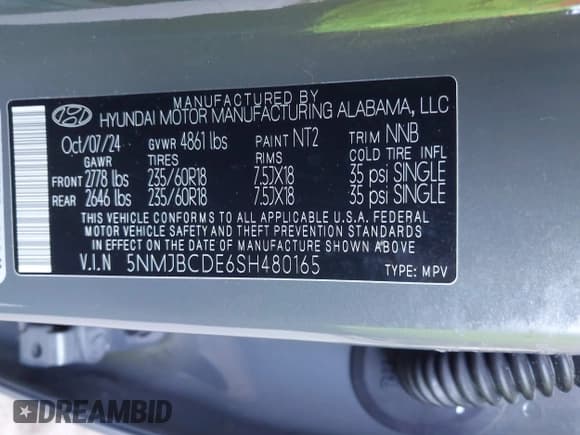 MANUFACTURED BY
HYUNDAI MOTOR MANUFACTURING ALABAMA, LLC
Oct/07/24 GVWR 4861 lbs PAINT NT2 TRIM NNB
GAWR TIRES RIMS COLD TIRE INFL
FRONT 2778 lbs 235/60R18 7.5JX18 35 psi SINGLE
REAR 2646 lbs 235/60R18 7.5JX18 35 psi SINGLE
THIS VEHICLE CONFORMS TO ALL APPLICABLE U.S.A. FEDERAL
MOTOR VEHICLE SAFETY AND THEFT PREVENTION STANDARDS
IN EFFECT ON THE DATE OF MANUFACTURE SHOWN ABOVE.
V.I.N 5NMJBCDE6SH480165 TYPE: MPV
DREAMBID